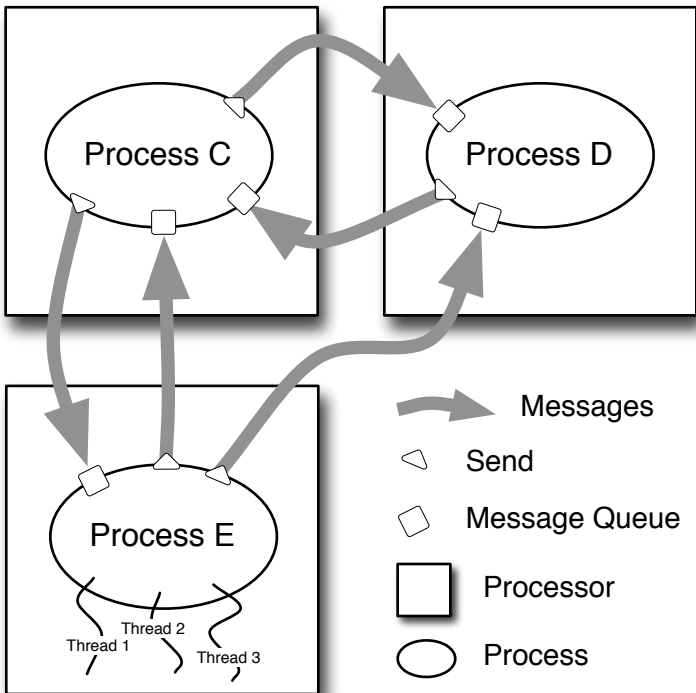 Process C
Process D
Process E
Thread 1
Thread 2
Thread 3
Messages
Send
Message Queue
Processor
Process